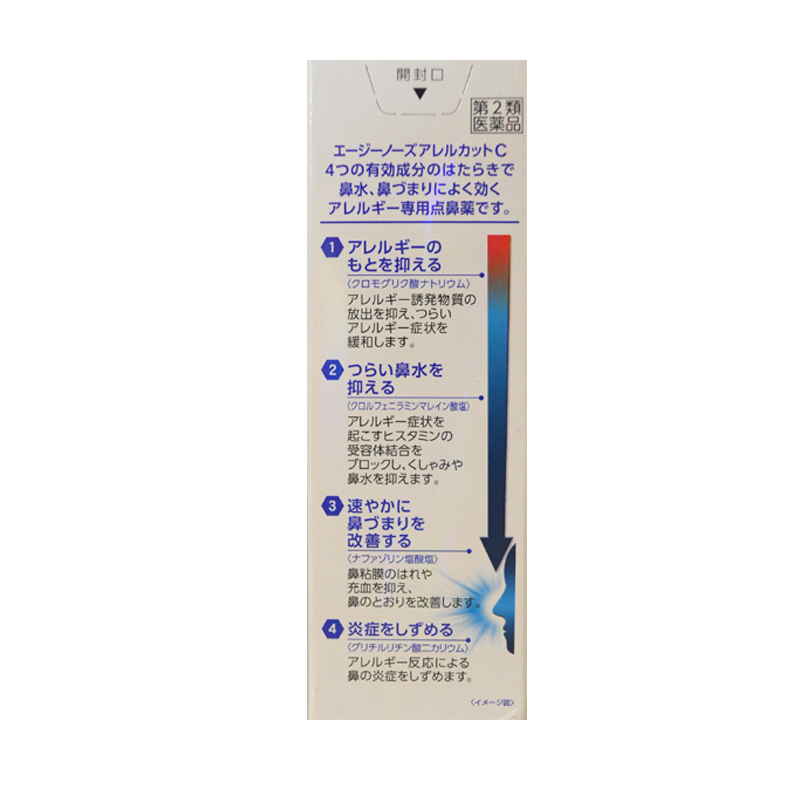 開封口
▼
第2類
医薬品
エージーノーズアレルカットC
4つの有効成分のはたらきで
鼻水、鼻づまりによく効く
アレルギー専用点鼻薬です。
1 アレルギーの
もとを抑える
〈クロモグリク酸ナトリウム〉
アレルギー誘発物質の
放出を抑え、つらい
アレルギー症状を
緩和します。
2 つらい鼻水を
抑える
〈クロルフェニラミンマレイン酸塩〉
アレルギー症状を
起こすヒスタミンの
受容体結合を
ブロックし、くしゃみや
鼻水を抑えます。
3 速やかに
鼻づまりを
改善する
〈ナファゾリン塩酸塩〉
鼻粘膜のはれや
充血を抑え、
鼻のとおりを改善します。
4 炎症をしずめる
〈グリチルリチン酸二カリウム〉
アレルギー反応による
鼻の炎症をしずめます。
〈イメージ図〉